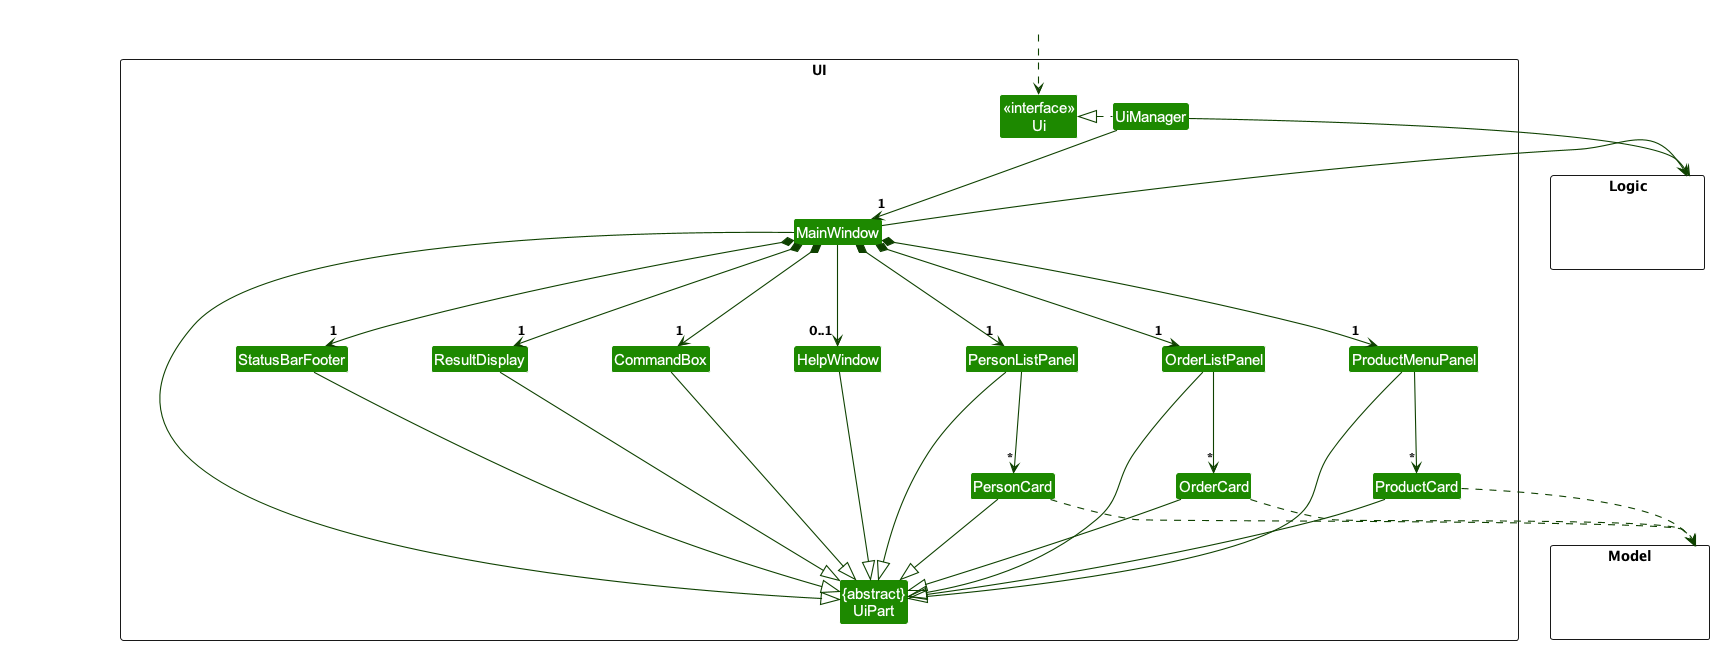 UI
«interface»
Ui
UiManager
Logic
1
MainWindow
1
1
1
0..1
1
1
1
StatusBarFooter
ResultDisplay
CommandBox
HelpWindow
PersonListPanel
OrderListPanel
ProductMenuPanel
*
*
*
PersonCard
OrderCard
ProductCard
Model
{abstract}
UiPart